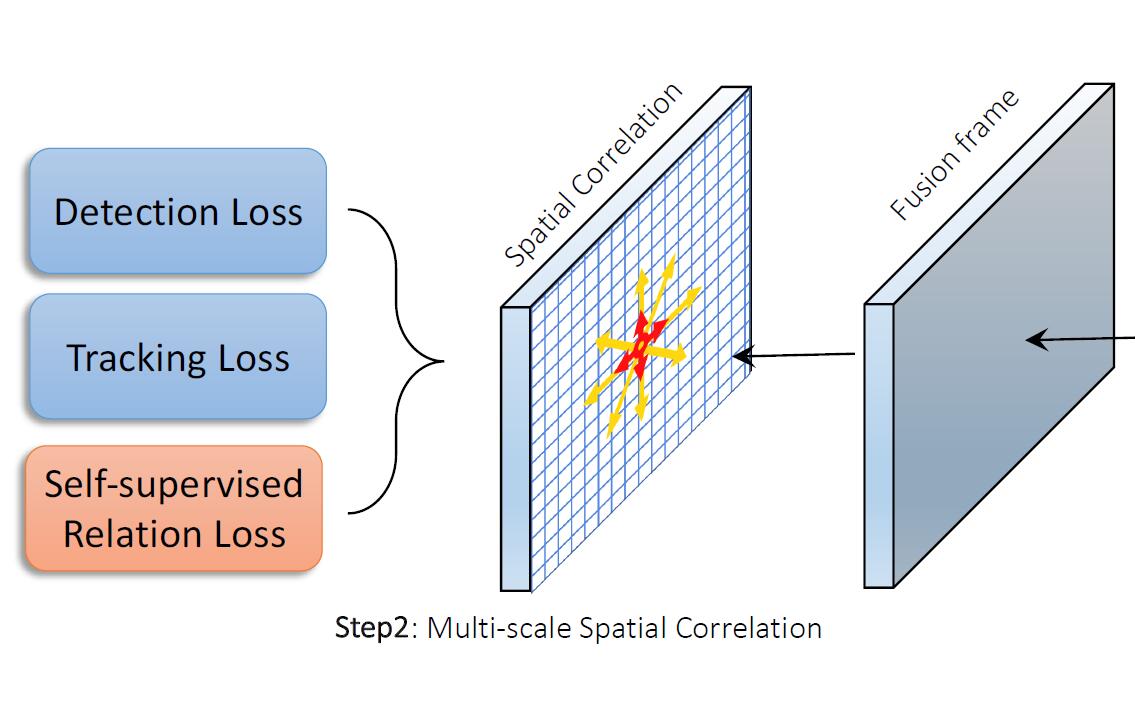 Detection Loss
Tracking Loss
Self-supervised
Relation Loss
Spatial Correlation
Fusion frame
Step2: Multi-scale Spatial Correlation